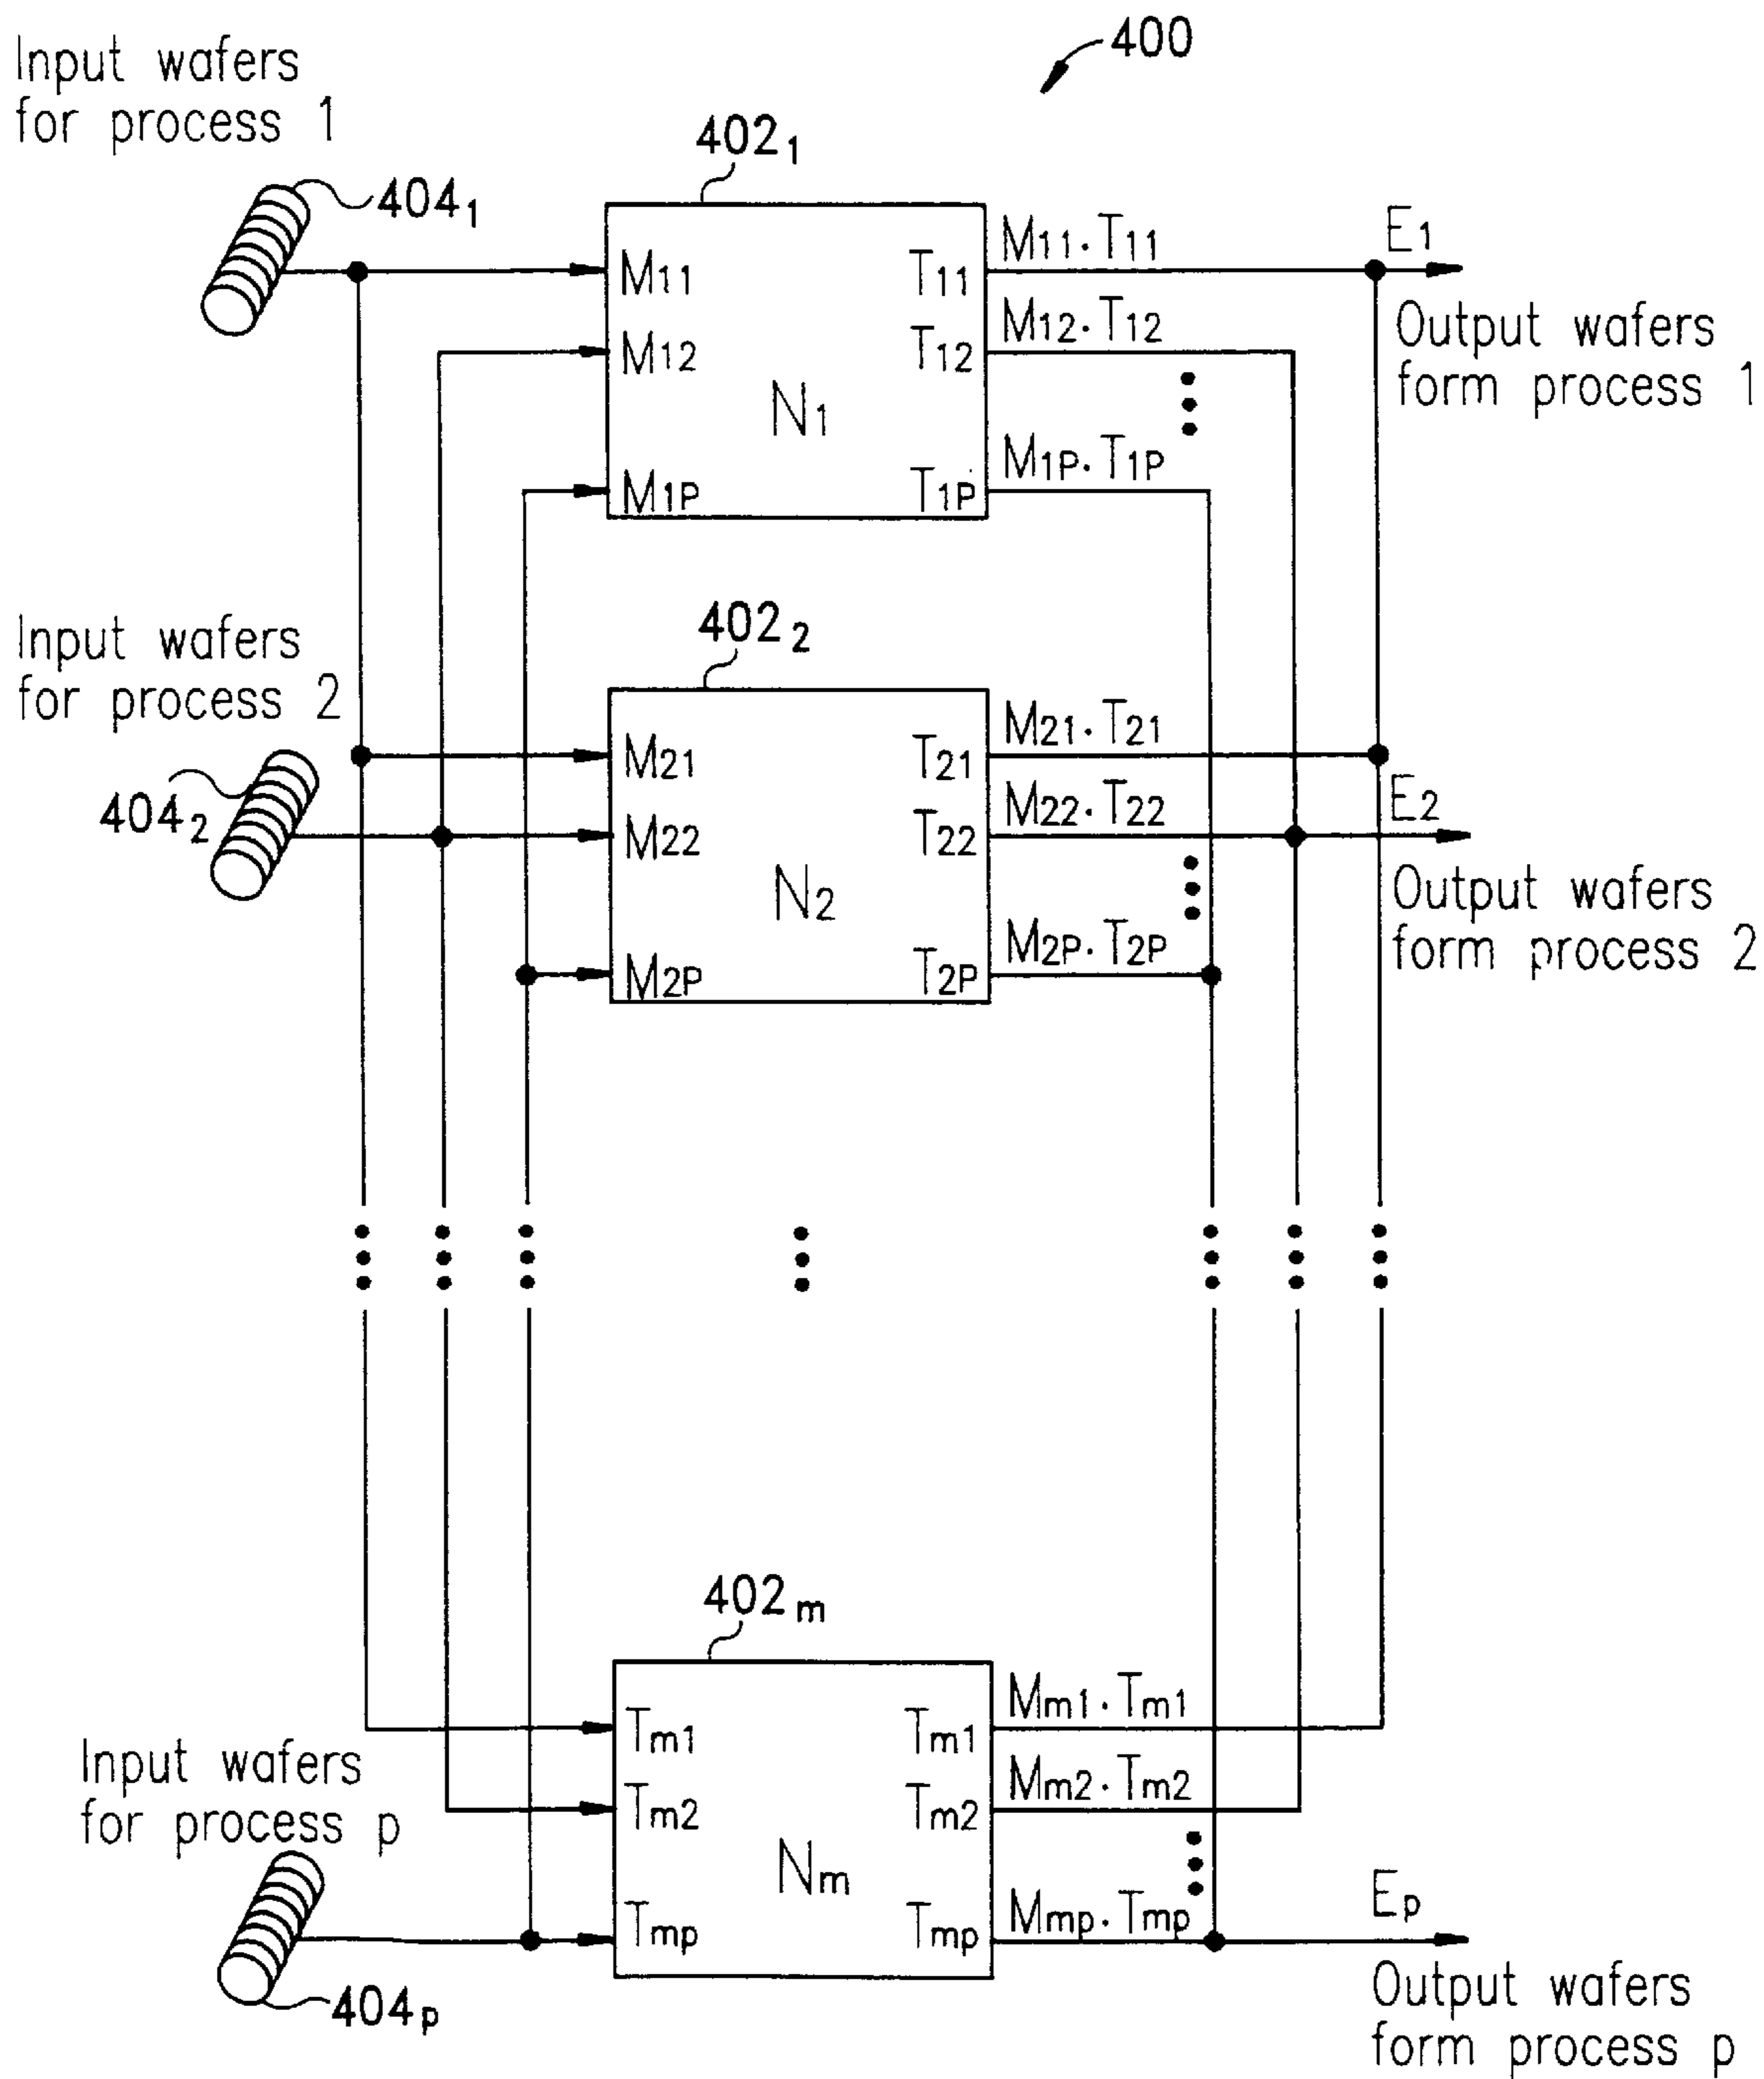 400
Input wafers
for process 1
404₁
402₁
M11
M12
M1P
N1
T11
T12
T1P
M11·T11
M12·T12
M1P·T1P
E1
Output wafers
form process 1
Input wafers
for process 2
404₂
402₂
M21
M22
M2P
N2
T21
T22
T2P
M21·T21
M22·T22
M2P·T2P
E2
Output wafers
form process 2
402m
Tm1
Tm2
Tmp
Nm
Tm1
Tm2
Tmp
Mm1·Tm1
Mm2·Tm2
Mmp·Tmp
Input wafers
for process p
404p
Ep
Output wafers
form process p